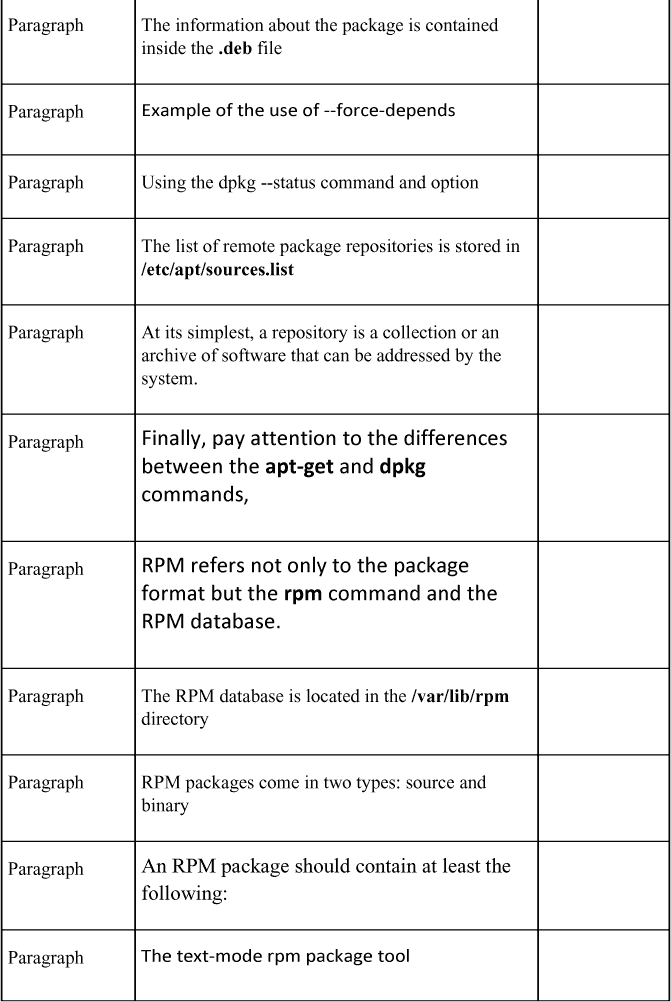 Paragraph
The information about the package is contained
inside the .deb file
Paragraph
Example of the use of --force-depends
Paragraph
Using the dpkg --status command and option
Paragraph
The list of remote package repositories is stored in
/etc/apt/sources.list
Paragraph
At its simplest, a repository is a collection or an
archive of software that can be addressed by the
system.
Paragraph
Finally, pay attention to the differences
between the apt-get and dpkg
commands,
Paragraph
RPM refers not only to the package
format but the rpm command and the
RPM database.
Paragraph
The RPM database is located in the /var/lib/rpm
directory
Paragraph
RPM packages come in two types: source and
binary
Paragraph
An RPM package should contain at least the
following:
Paragraph
The text-mode rpm package tool